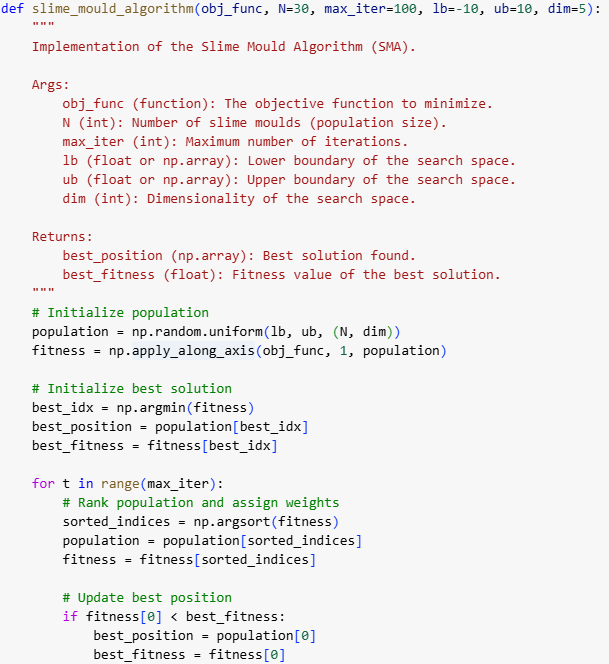 def slime_mould_algorithm(obj_func, N=30, max_iter=100, lb=-10, ub=10, dim=5):
    """
    Implementation of the Slime Mould Algorithm (SMA).

    Args:
        obj_func (function): The objective function to minimize.
        N (int): Number of slime moulds (population size).
        max_iter (int): Maximum number of iterations.
        lb (float or np.array): Lower boundary of the search space.
        ub (float or np.array): Upper boundary of the search space.
        dim (int): Dimensionality of the search space.

    Returns:
        best_position (np.array): Best solution found.
        best_fitness (float): Fitness value of the best solution.
    """
    # Initialize population
    population = np.random.uniform(lb, ub, (N, dim))
    fitness = np.apply_along_axis(obj_func, 1, population)

    # Initialize best solution
    best_idx = np.argmin(fitness)
    best_position = population[best_idx]
    best_fitness = fitness[best_idx]

    for t in range(max_iter):
        # Rank population and assign weights
        sorted_indices = np.argsort(fitness)
        population = population[sorted_indices]
        fitness = fitness[sorted_indices]

        # Update best position
        if fitness[0] < best_fitness:
            best_position = population[0]
            best_fitness = fitness[0]